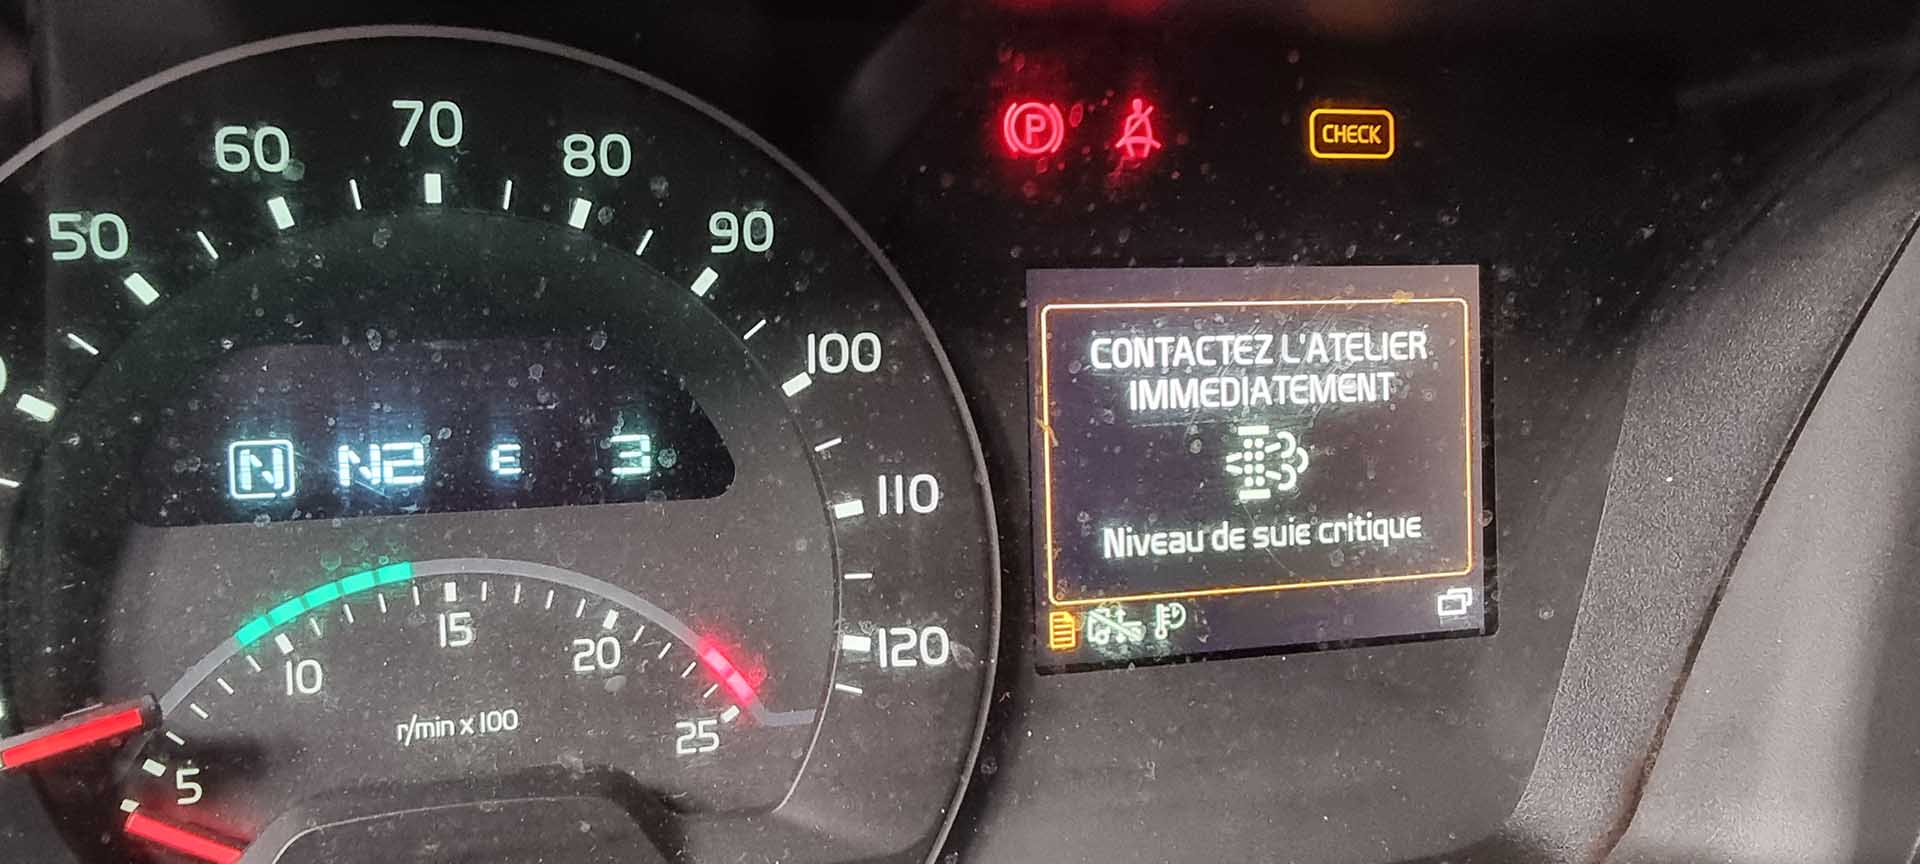 50
60
70
80
90
100
110
120
N N2 E 3
5
10
15
20
25
r/min x 100
P
CHECK
CONTACTEZ L'ATELIER
IMMEDIATEMENT
Niveau de suie critique